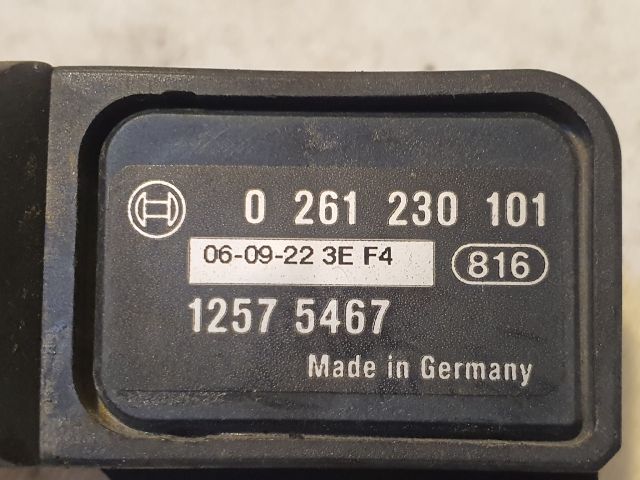 0 261 230 101
06-09-22 3E F4 816
1257 5467
Made in Germany